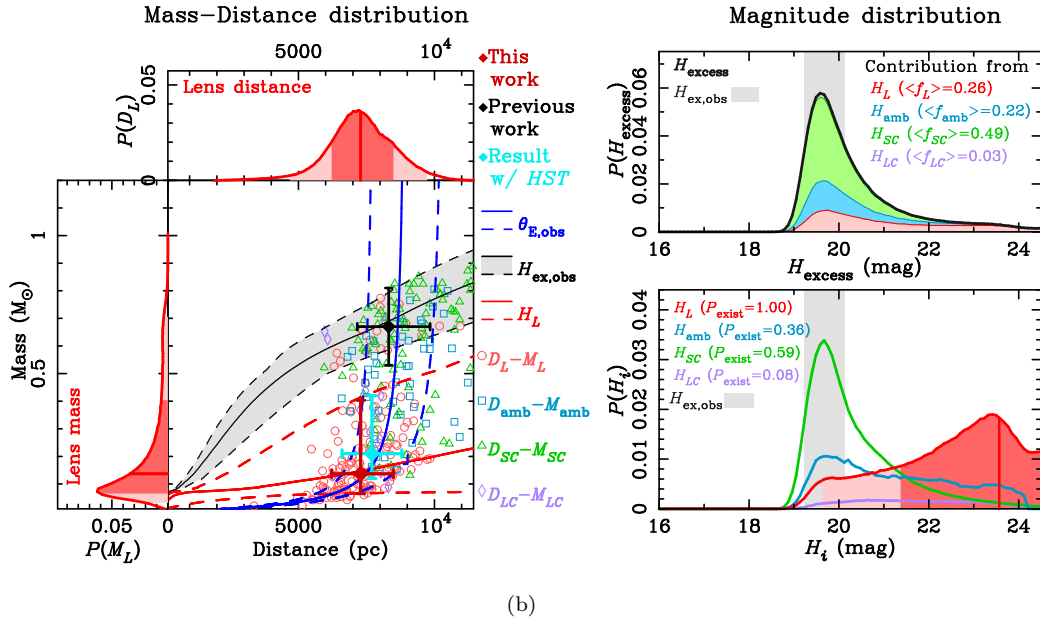 Mass−Distance distribution
5000 10⁴
0.05
0
P(D_L)
Lens distance
◆This
work
◆Previous
work
◆Result
w/ HST
θ_E,obs
H_ex,obs
H_L
D_L−M_L
D_amb−M_amb
D_SC−M_SC
D_LC−M_LC
Mass (M⊙)
1
0.5
Lens mass
0.05 0 5000 10⁴
P(M_L) Distance (pc)
Magnitude distribution
P(H_excess)
0.06
0.04
0.02
0
H_excess
H_ex,obs
Contribution from
H_L (<f_L>=0.26)
H_amb (<f_amb>=0.22)
H_SC (<f_SC>=0.49)
H_LC (<f_LC>=0.03)
16 18 20 22 24
H_excess (mag)
P(H_i)
0.04
0.03
0.02
0.01
0
H_L (P_exist=1.00)
H_amb (P_exist=0.36)
H_SC (P_exist=0.59)
H_LC (P_exist=0.08)
H_ex,obs
16 18 20 22 24
H_i (mag)
(b)